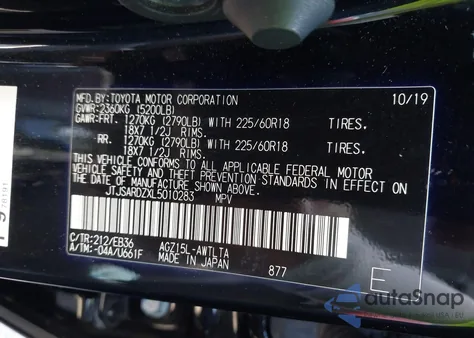 MFD.BY:TOYOTA MOTOR CORPORATION 10/19
GVWR:2360KG (5200LB)
GAWR:FRT. 1270KG (2790LB) WITH 225/60R18 TIRES.
18X7 1/2J RIMS.
RR. 1270KG (2790LB) WITH 225/60R18 TIRES.
18X7 1/2J RIMS.
THIS VEHICLE CONFORMS TO ALL APPLICABLE FEDERAL MOTOR
VEHICLE SAFETY AND THEFT PREVENTION STANDARDS IN EFFECT
ON THE DATE OF MANUFACTURE SHOWN ABOVE.
JTJSARDZXL5010283 MPV
C/TR:212/EB36 AGZ15L-AWTLTA
A/TM:-04A/U661F MADE IN JAPAN 877
E
autoSnap